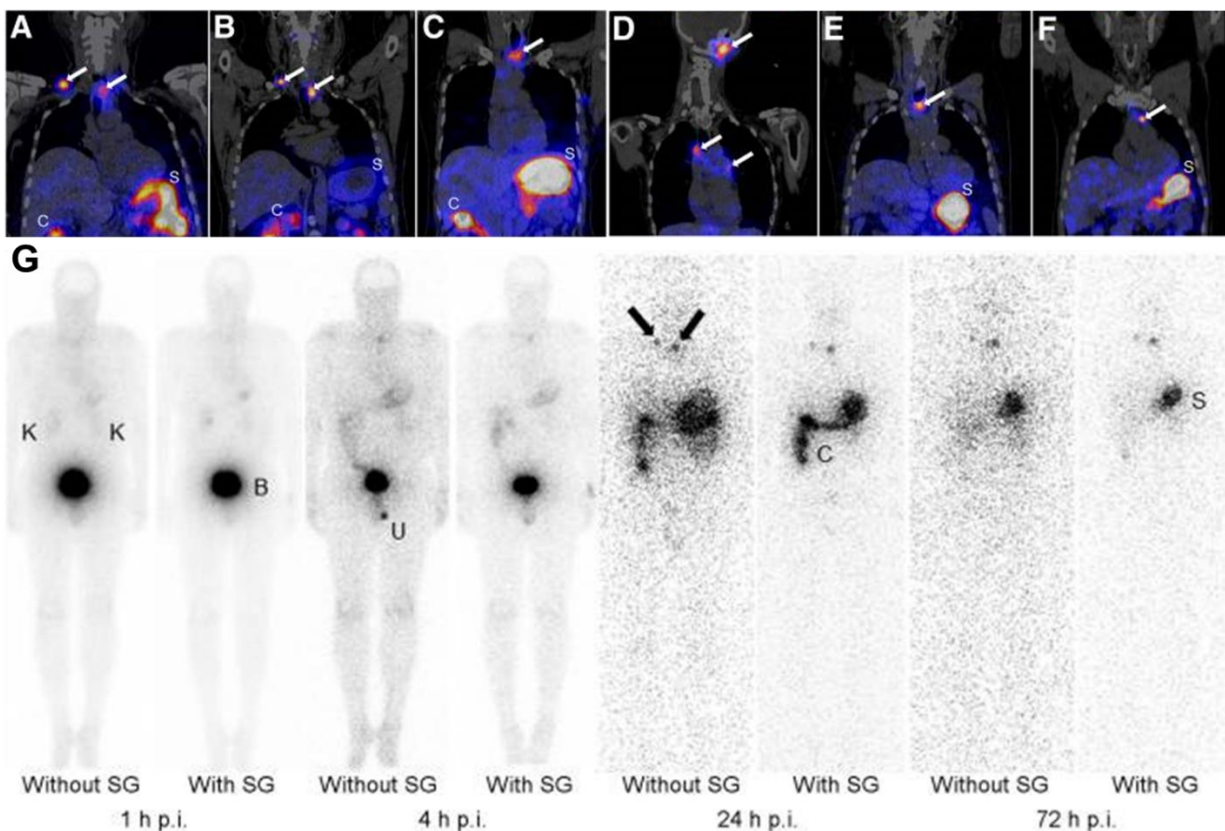 A B C D E F
S S S S S
C C C
G
K K B U C S
Without SG With SG Without SG With SG Without SG With SG Without SG With SG
1 h p.i. 4 h p.i. 24 h p.i. 72 h p.i.